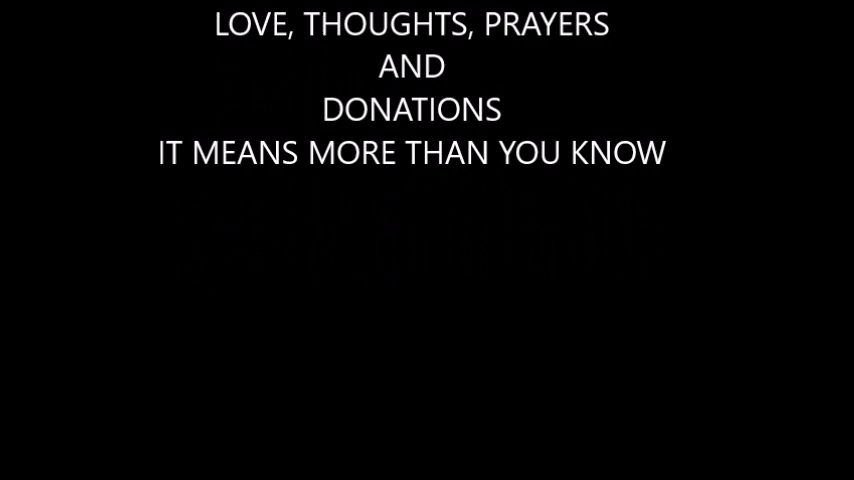 LOVE, THOUGHTS, PRAYERS
AND
DONATIONS
IT MEANS MORE THAN YOU KNOW